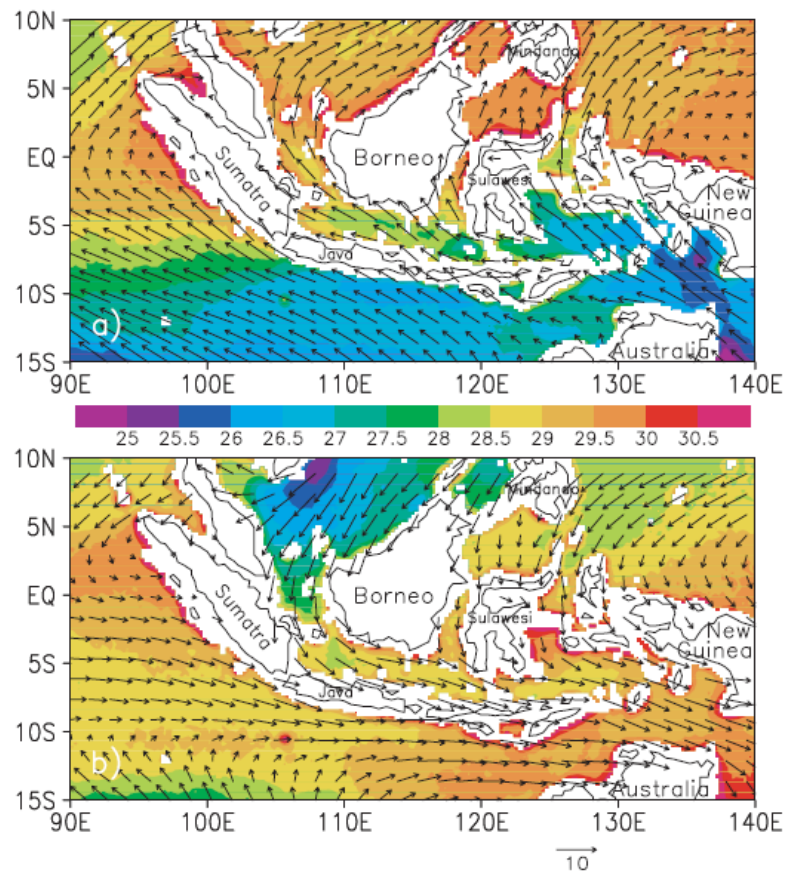 10N
Mindanao
5N
EQ
Borneo
Sumatra
Sulawesi
New
Guinea
5S
Java
10S
a)
Australia
15S
90E 100E 110E 120E 130E 140E
25 25.5 26 26.5 27 27.5 28 28.5 29 29.5 30 30.5
10N
Mindanao
5N
EQ
Borneo
Sumatra
Sulawesi
New
Guinea
5S
Java
10S
b)
Australia
15S
90E 100E 110E 120E 130E 140E
10